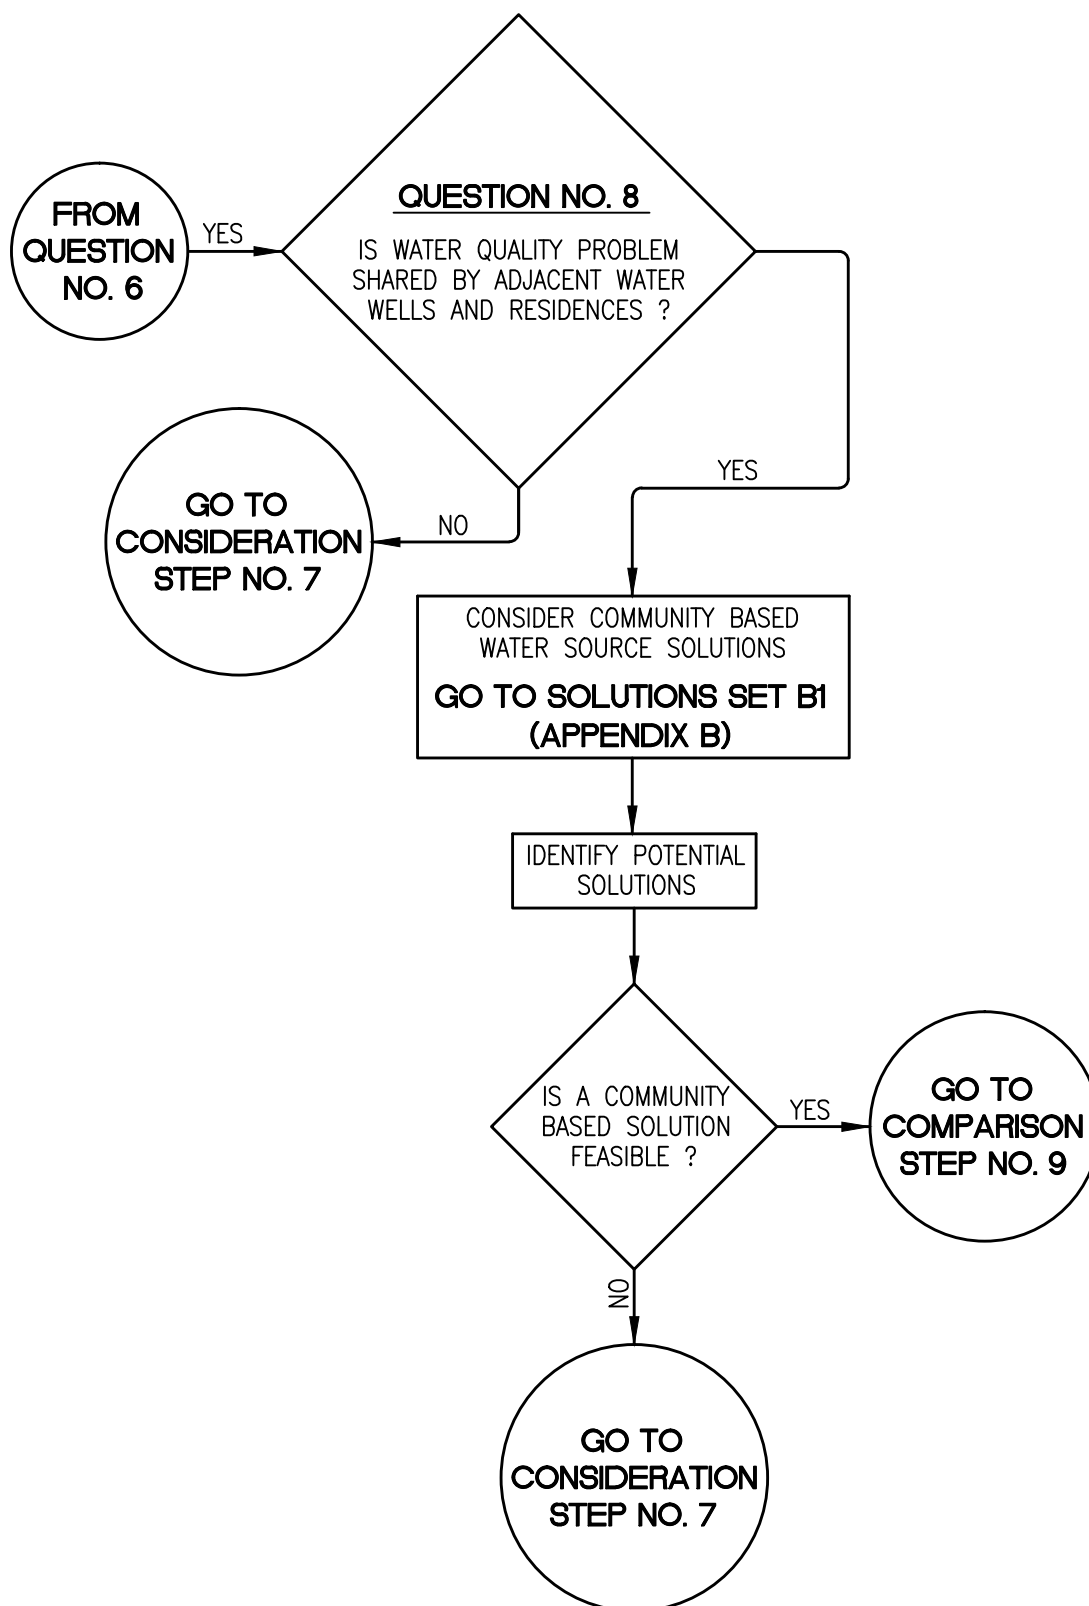 QUESTION NO. 8
IS WATER QUALITY PROBLEM
SHARED BY ADJACENT WATER
WELLS AND RESIDENCES ?
FROM
QUESTION
NO. 6
YES
YES
NO
GO TO
CONSIDERATION
STEP NO. 7
CONSIDER COMMUNITY BASED
WATER SOURCE SOLUTIONS
GO TO SOLUTIONS SET B1
(APPENDIX B)
IDENTIFY POTENTIAL
SOLUTIONS
IS A COMMUNITY
BASED SOLUTION
FEASIBLE ?
YES
GO TO
COMPARISON
STEP NO. 9
NO
GO TO
CONSIDERATION
STEP NO. 7